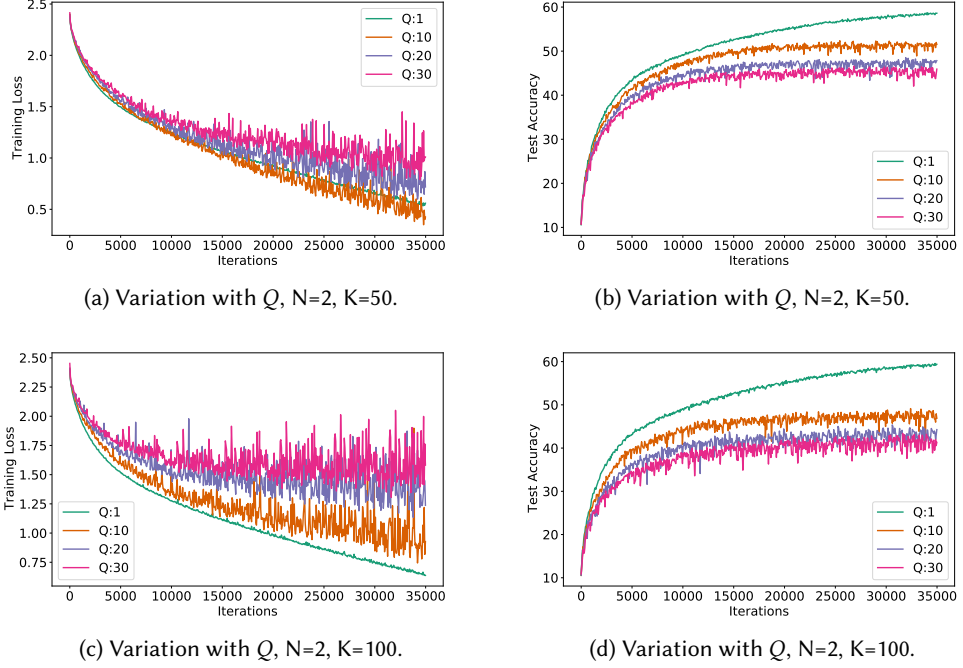 2.5
2.0
1.5
1.0
0.5
Training Loss
Q:1
Q:10
Q:20
Q:30
0 5000 10000 15000 20000 25000 30000 35000
Iterations
(a) Variation with Q, N=2, K=50.
60
50
40
30
20
10
Test Accuracy
Q:1
Q:10
Q:20
Q:30
0 5000 10000 15000 20000 25000 30000 35000
Iterations
(b) Variation with Q, N=2, K=50.
2.50
2.25
2.00
1.75
1.50
1.25
1.00
0.75
Training Loss
Q:1
Q:10
Q:20
Q:30
0 5000 10000 15000 20000 25000 30000 35000
Iterations
(c) Variation with Q, N=2, K=100.
60
50
40
30
20
10
Test Accuracy
Q:1
Q:10
Q:20
Q:30
0 5000 10000 15000 20000 25000 30000 35000
Iterations
(d) Variation with Q, N=2, K=100.